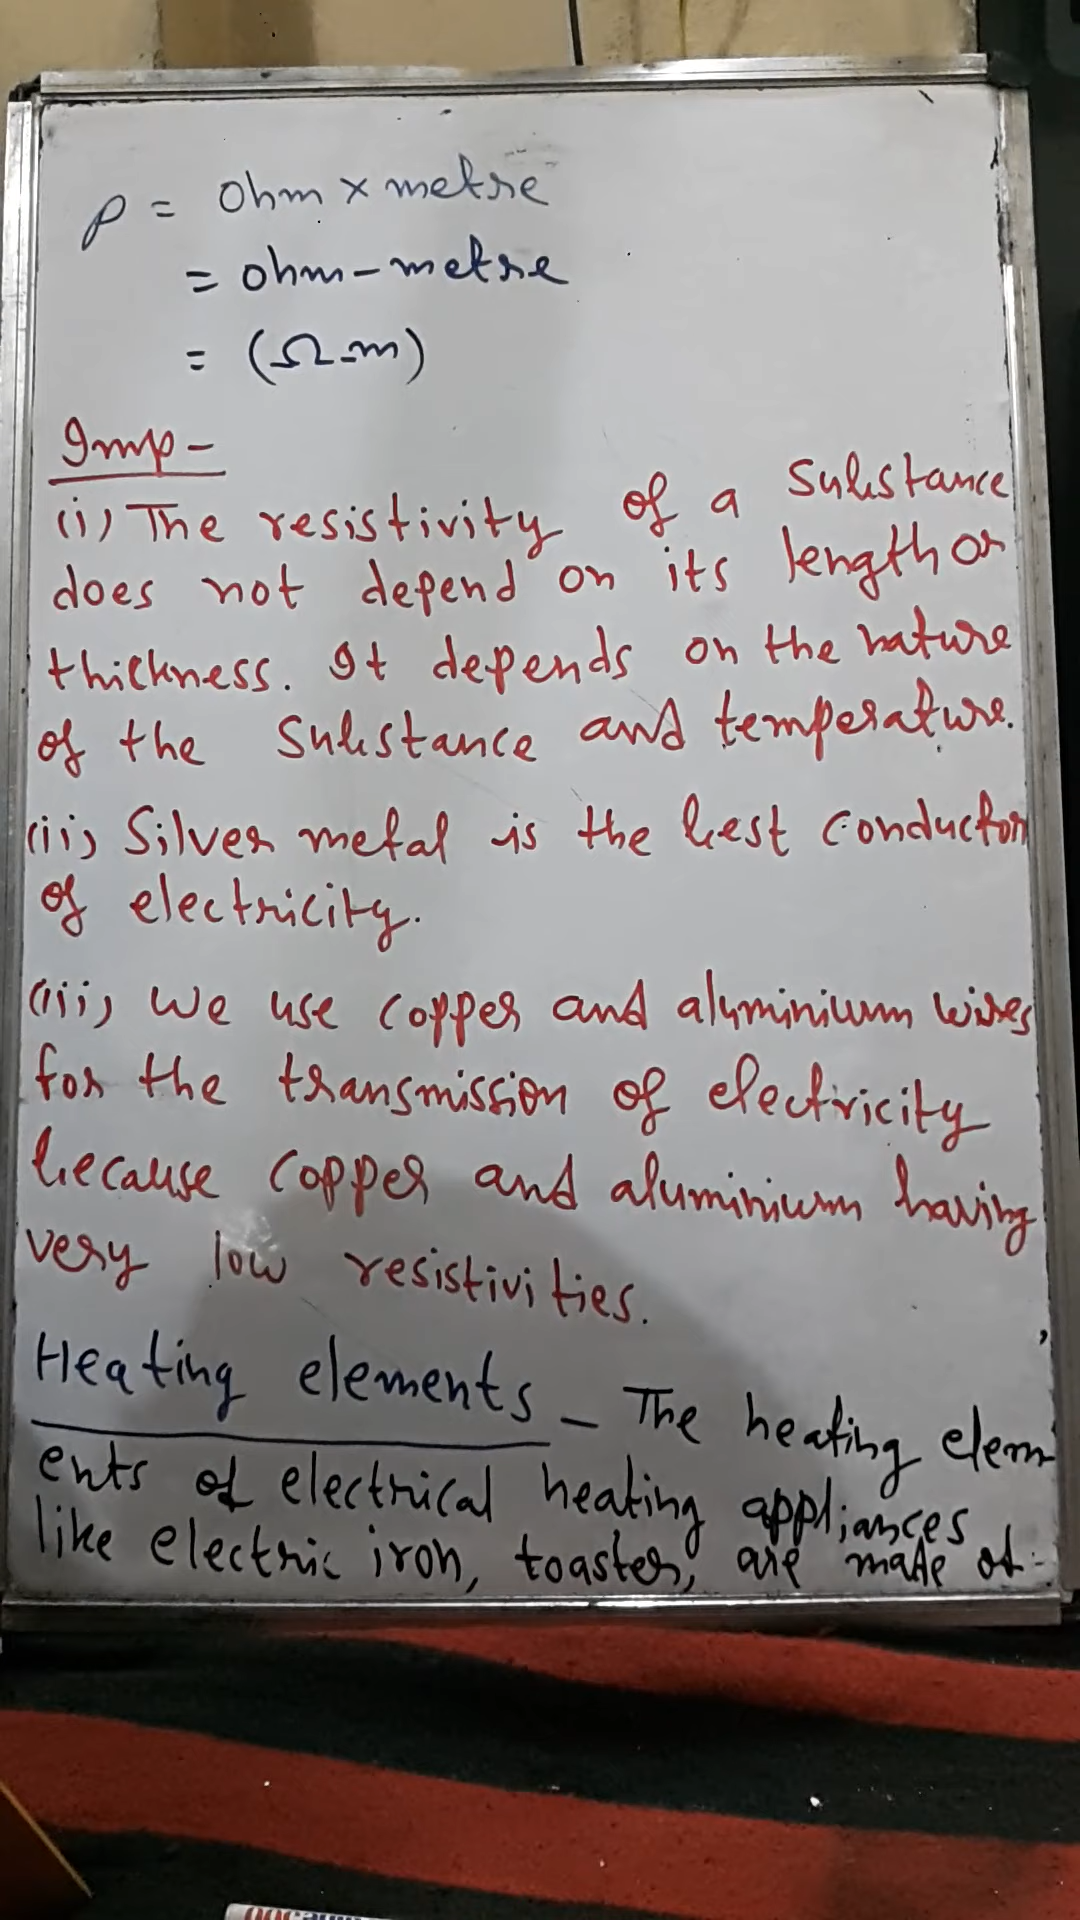 ρ = ohm × metre
= ohm-metre
= (Ω-m)
Imp-
(i) The resistivity of a substance
does not depend on its length or
thickness. It depends on the nature
of the substance and temperature.
(ii) Silver metal is the best conductor
of electricity.
(iii) We use copper and aluminium wires
for the transmission of electricity
because copper and aluminium having
very low resistivities.
Heating elements - The heating elem
ents of electrical heating appliances
like electric iron, toaster, are made of:-